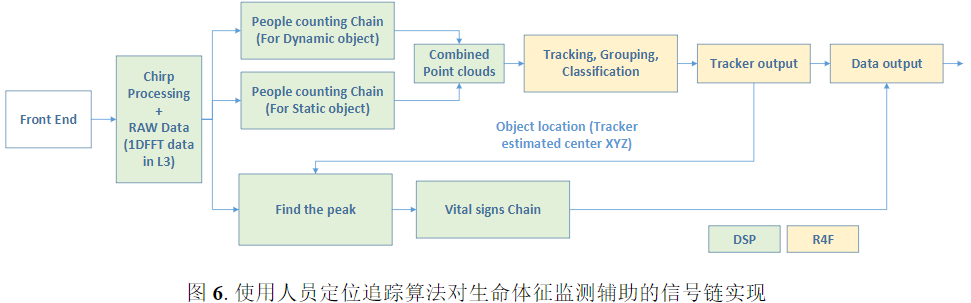 Front End
Chirp
Processing
+
RAW Data
(1DFFT data
in L3)
People counting Chain
(For Dynamic object)
People counting Chain
(For Static object)
Combined
Point clouds
Tracking, Grouping,
Classification
Tracker output
Data output
Object location (Tracker
estimated center XYZ)
Find the peak
Vital signs Chain
DSP
R4F
图 6. 使用人员定位追踪算法对生命体征监测辅助的信号链实现